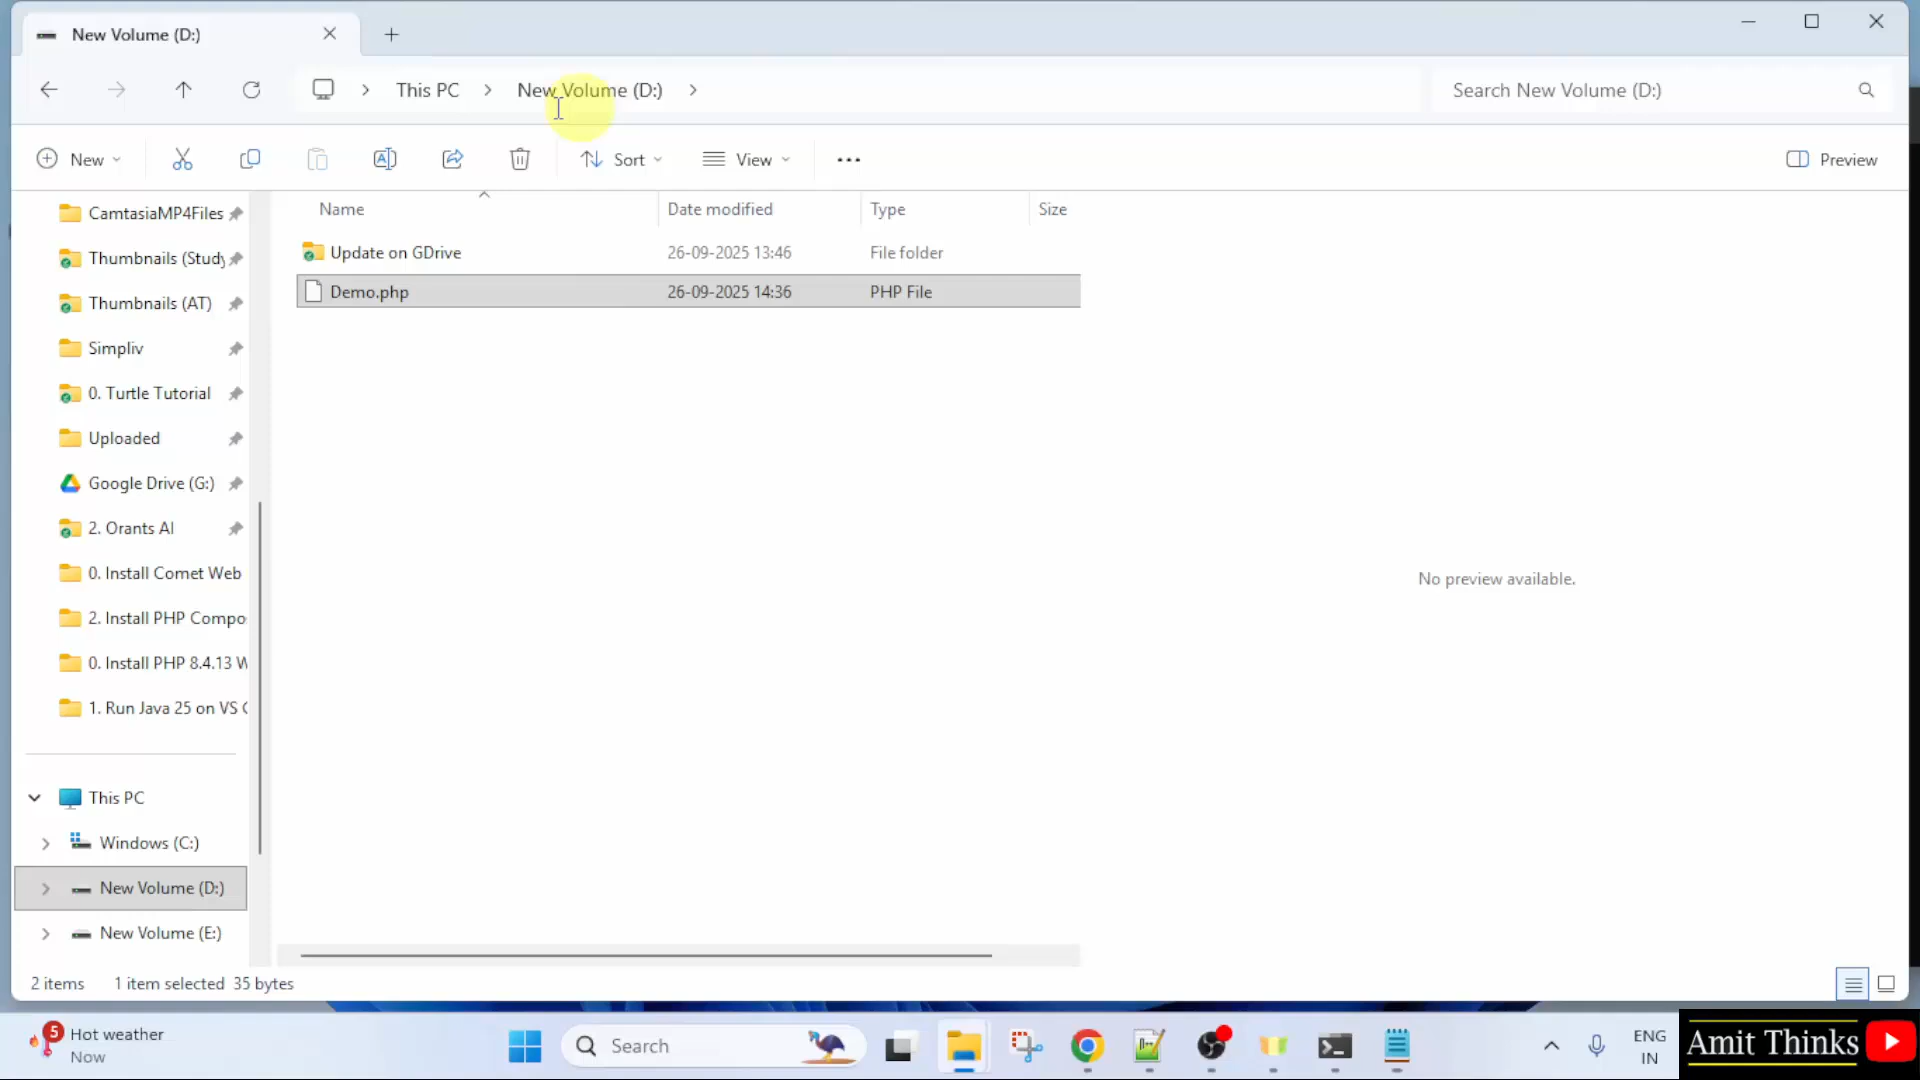 New Volume (D:)
This PC
New Volume (D:)
Search New Volume (D:)
New
Sort
View
Preview
Name
Date modified
Type
Size
Update on GDrive
26-09-2025 13:46
File folder
Demo.php
26-09-2025 14:36
PHP File
CamtasiaMP4Files
Thumbnails (Study
Thumbnails (AT)
Simpliv
0. Turtle Tutorial
Uploaded
Google Drive (G:)
2. Orants AI
0. Install Comet Web
2. Install PHP Compo
0. Install PHP 8.4.13 W
1. Run Java 25 on VS C
This PC
Windows (C:)
New Volume (D:)
New Volume (E:)
No preview available.
2 items
1 item selected 35 bytes
5
Hot weather
Now
Search
ENG
IN
Amit Thinks